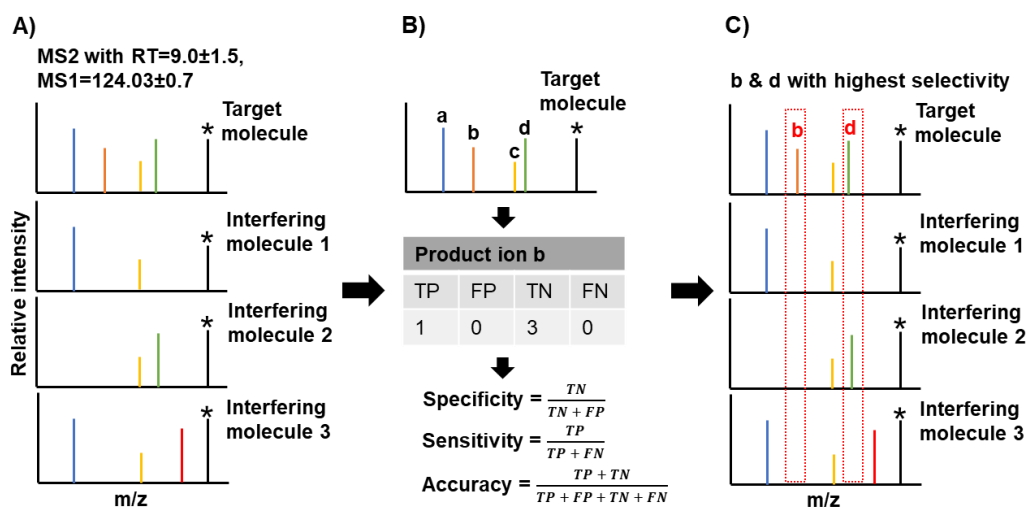 A)
MS2 with RT=9.0±1.5,
MS1=124.03±0.7
Target
molecule
*
Interfering
molecule 1
*
Interfering
molecule 2
*
Interfering
molecule 3
*
Relative intensity
m/z
B)
Target
molecule
a
b
c
d
*
Product ion b
TP FP TN FN
1 0 3 0
Specificity = TN / TN + FP
Sensitivity = TP / TP + FN
Accuracy = TP + TN / TP + FP + TN + FN
C)
b & d with highest selectivity
Target
molecule
b
d
*
Interfering
molecule 1
*
Interfering
molecule 2
*
Interfering
molecule 3
*
m/z